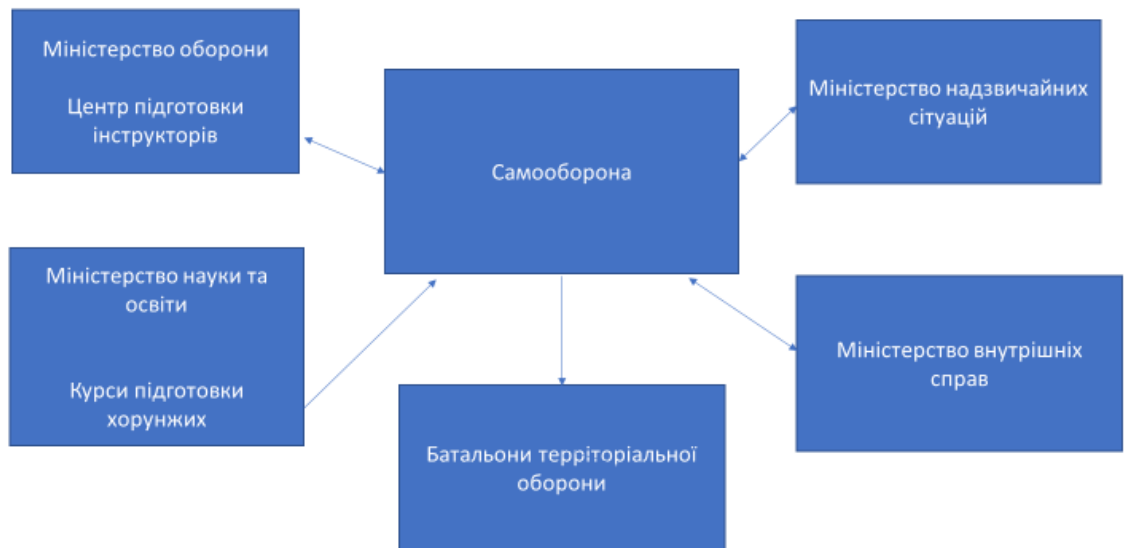 Міністерство оборони
Центр підготовки
інструкторів
Самооборона
Міністерство надзвичайних
ситуацій
Міністерство науки та
освіти
Курси підготовки
хорунжих
Батальони терріторіальної
оборони
Міністерство внутрішніх
справ